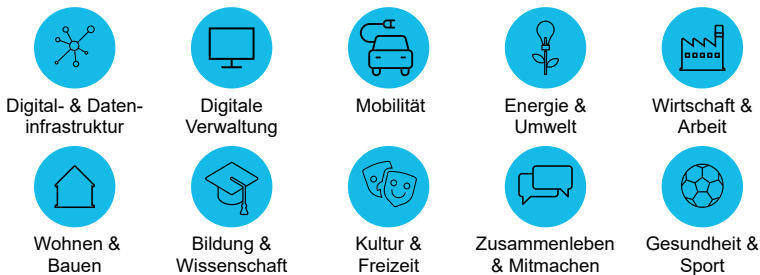 Digital- & Daten-
infrastruktur
Digitale
Verwaltung
Mobilität
Energie &
Umwelt
Wirtschaft &
Arbeit
Wohnen &
Bauen
Bildung &
Wissenschaft
Kultur &
Freizeit
Zusammenleben
& Mitmachen
Gesundheit &
Sport